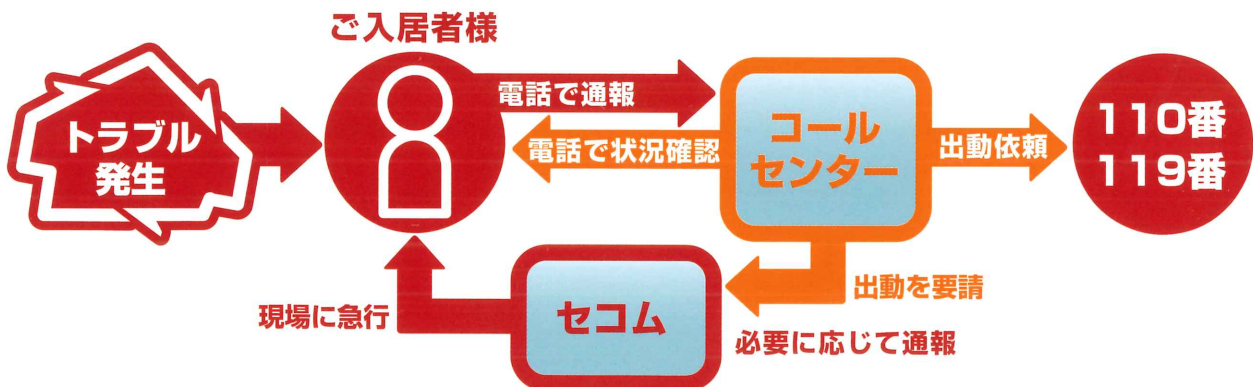 ご入居者様
トラブル
発生
電話で通報
電話で状況確認
コール
センター
出動依頼
110番
119番
出動を要請
現場に急行
セコム
必要に応じて通報